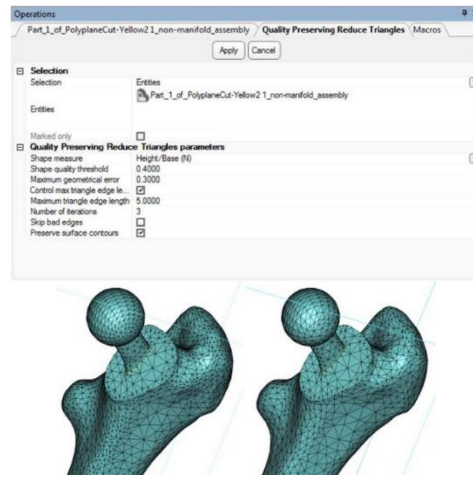 Operations
Part_1_of_PolyplaneCut-Yellow2 1_non-manifold_assembly Quality Preserving Reduce Triangles Macros
Apply Cancel
Selection
Selection Entities
Part_1_of_PolyplaneCut-Yellow2 1_non-manifold_assembly
Entities
Marked only
Quality Preserving Reduce Triangles parameters
Shape measure Height/Base (N)
Shape quality threshold 0.4000
Maximum geometrical error 0.3000
Control max triangle edge le...
Maximum triangle edge length 5.0000
Number of iterations 3
Skip bad edges
Preserve surface contours